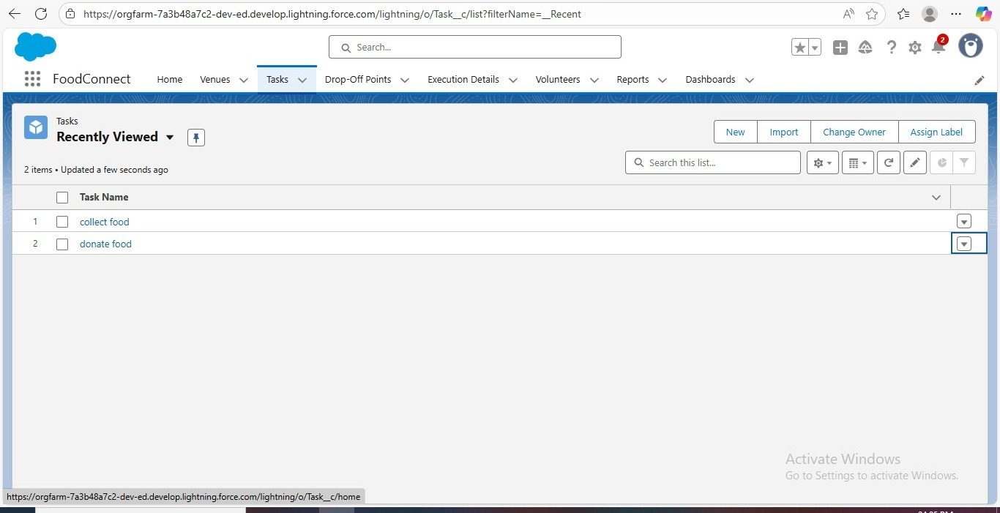 https://orgfarm-7a3b48a7c2-dev-ed.develop.lightning.force.com/lightning/o/Task__c/list?filterName=__Recent
Search...
2
FoodConnect Home Venues Tasks Drop-Off Points Execution Details Volunteers Reports Dashboards
Tasks
Recently Viewed
New Import Change Owner Assign Label
2 items • Updated a few seconds ago
Search this list...
Task Name
1 collect food
2 donate food
Activate Windows
Go to Settings to activate Windows.
https://orgfarm-7a3b48a7c2-dev-ed.develop.lightning.force.com/lightning/o/Task__c/home